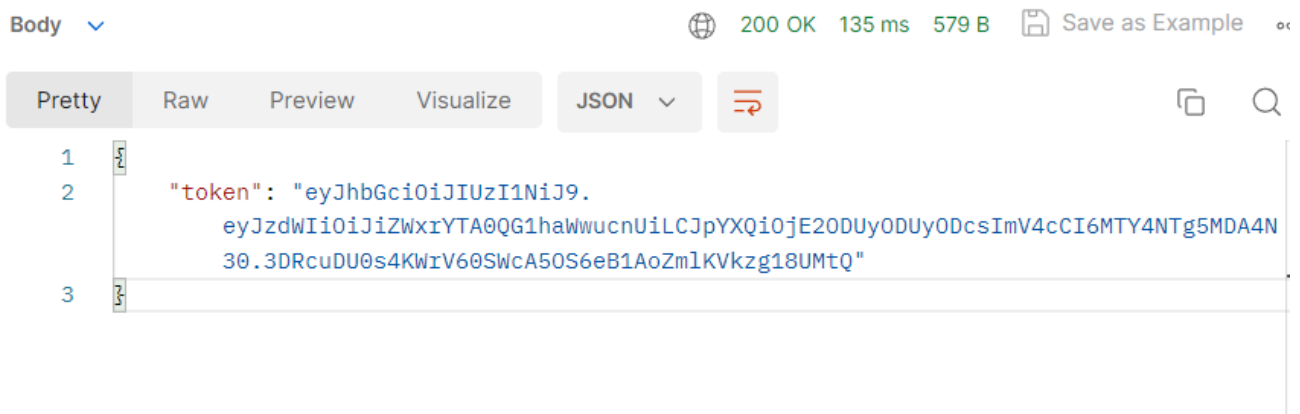 Body
200 OK 135 ms 579 B Save as Example
Pretty Raw Preview Visualize JSON
1 {
2 "token": "eyJhbGciOiJIUzI1NiJ9.
eyJzdWIiOiJiZWxrYTA0QG1haWwucnUiLCJpYXQiOjE2ODUyODUyODcsImV4cCI6MTY4NTg5MDA4N
30.3DRcuDU0s4KWrV60SWcA5OS6eB1AoZmlKVkzg18UMtQ"
3 }